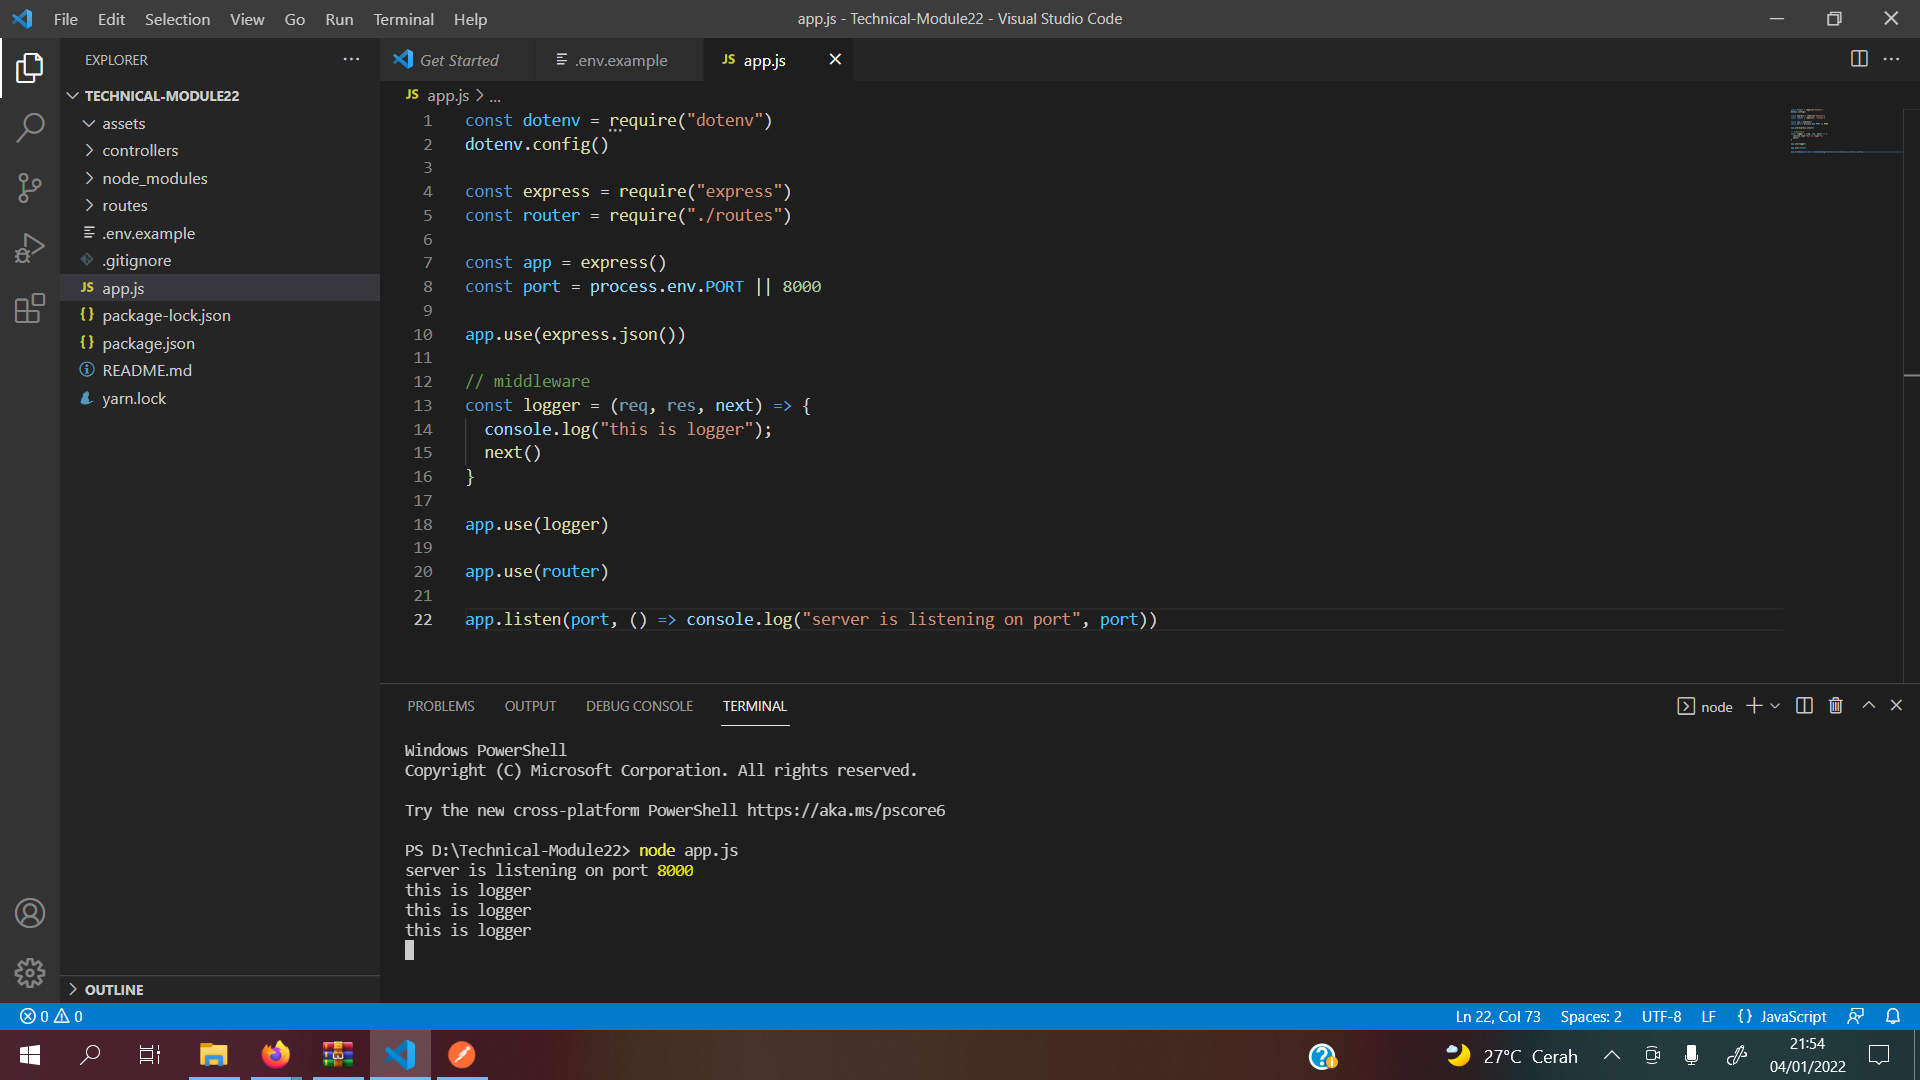 File Edit Selection View Go Run Terminal Help
app.js - Technical-Module22 - Visual Studio Code
EXPLORER
TECHNICAL-MODULE22
assets
controllers
node_modules
routes
.env.example
.gitignore
JS app.js
{} package-lock.json
{} package.json
README.md
yarn.lock
OUTLINE
Get Started
.env.example
JS app.js
JS app.js > ...
1 const dotenv = require("dotenv")
2 dotenv.config()
3
4 const express = require("express")
5 const router = require("./routes")
6
7 const app = express()
8 const port = process.env.PORT || 8000
9
10 app.use(express.json())
11
12 // middleware
13 const logger = (req, res, next) => {
14 console.log("this is logger");
15 next()
16 }
17
18 app.use(logger)
19
20 app.use(router)
21
22 app.listen(port, () => console.log("server is listening on port", port))
PROBLEMS OUTPUT DEBUG CONSOLE TERMINAL
node
Windows PowerShell
Copyright (C) Microsoft Corporation. All rights reserved.
Try the new cross-platform PowerShell https://aka.ms/pscore6
PS D:\Technical-Module22> node app.js
server is listening on port 8000
this is logger
this is logger
this is logger
0 0
Ln 22, Col 73 Spaces: 2 UTF-8 LF {} JavaScript
27°C Cerah
21:54
04/01/2022